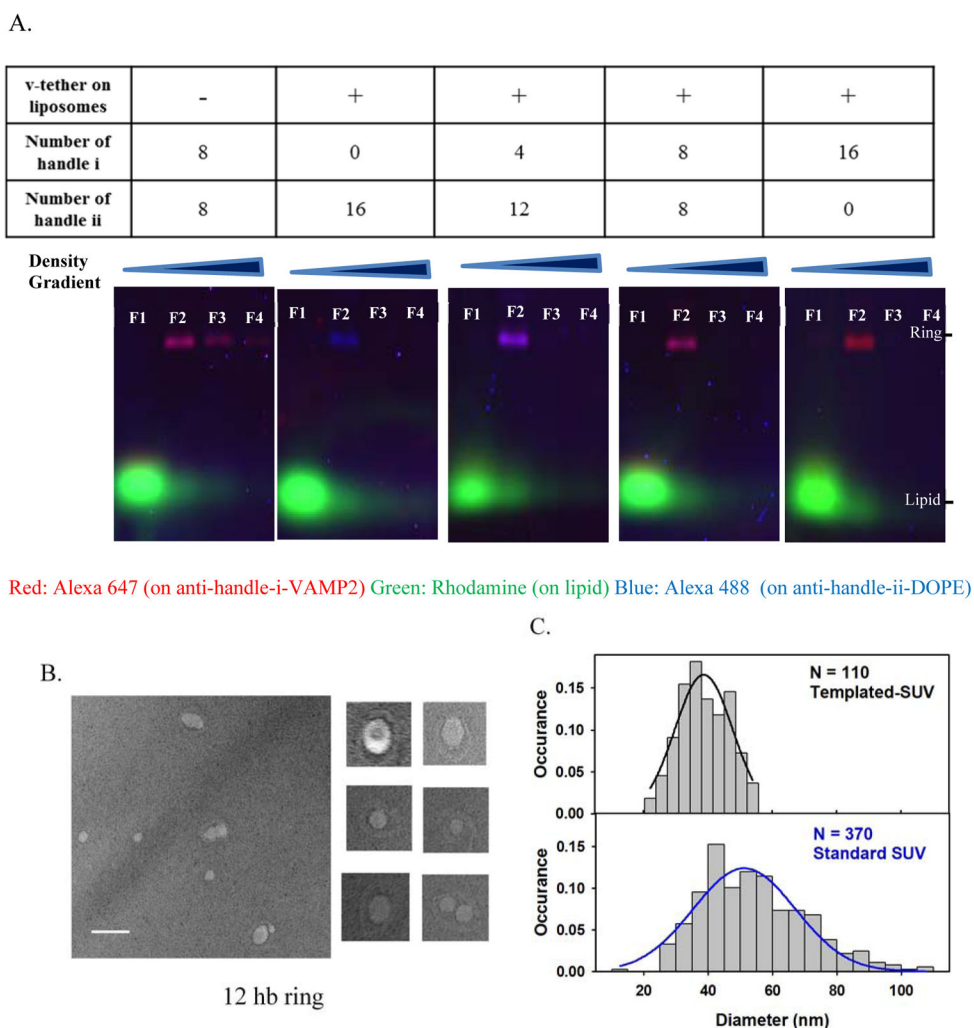 A.
v-tether on liposomes - + + + +
Number of handle i 8 0 4 8 16
Number of handle ii 8 16 12 8 0
Density Gradient
F1 F2 F3 F4 F1 F2 F3 F4 F1 F2 F3 F4 F1 F2 F3 F4 F1 F2 F3 F4
Ring
Lipid
Red: Alexa 647 (on anti-handle-i-VAMP2) Green: Rhodamine (on lipid) Blue: Alexa 488 (on anti-handle-ii-DOPE)
B.
12 hb ring
C.
N = 110
Templated-SUV
Occurance
0.15
0.10
0.05
0.00
N = 370
Standard SUV
Occurance
0.15
0.10
0.05
0.00
20 40 60 80 100
Diameter (nm)